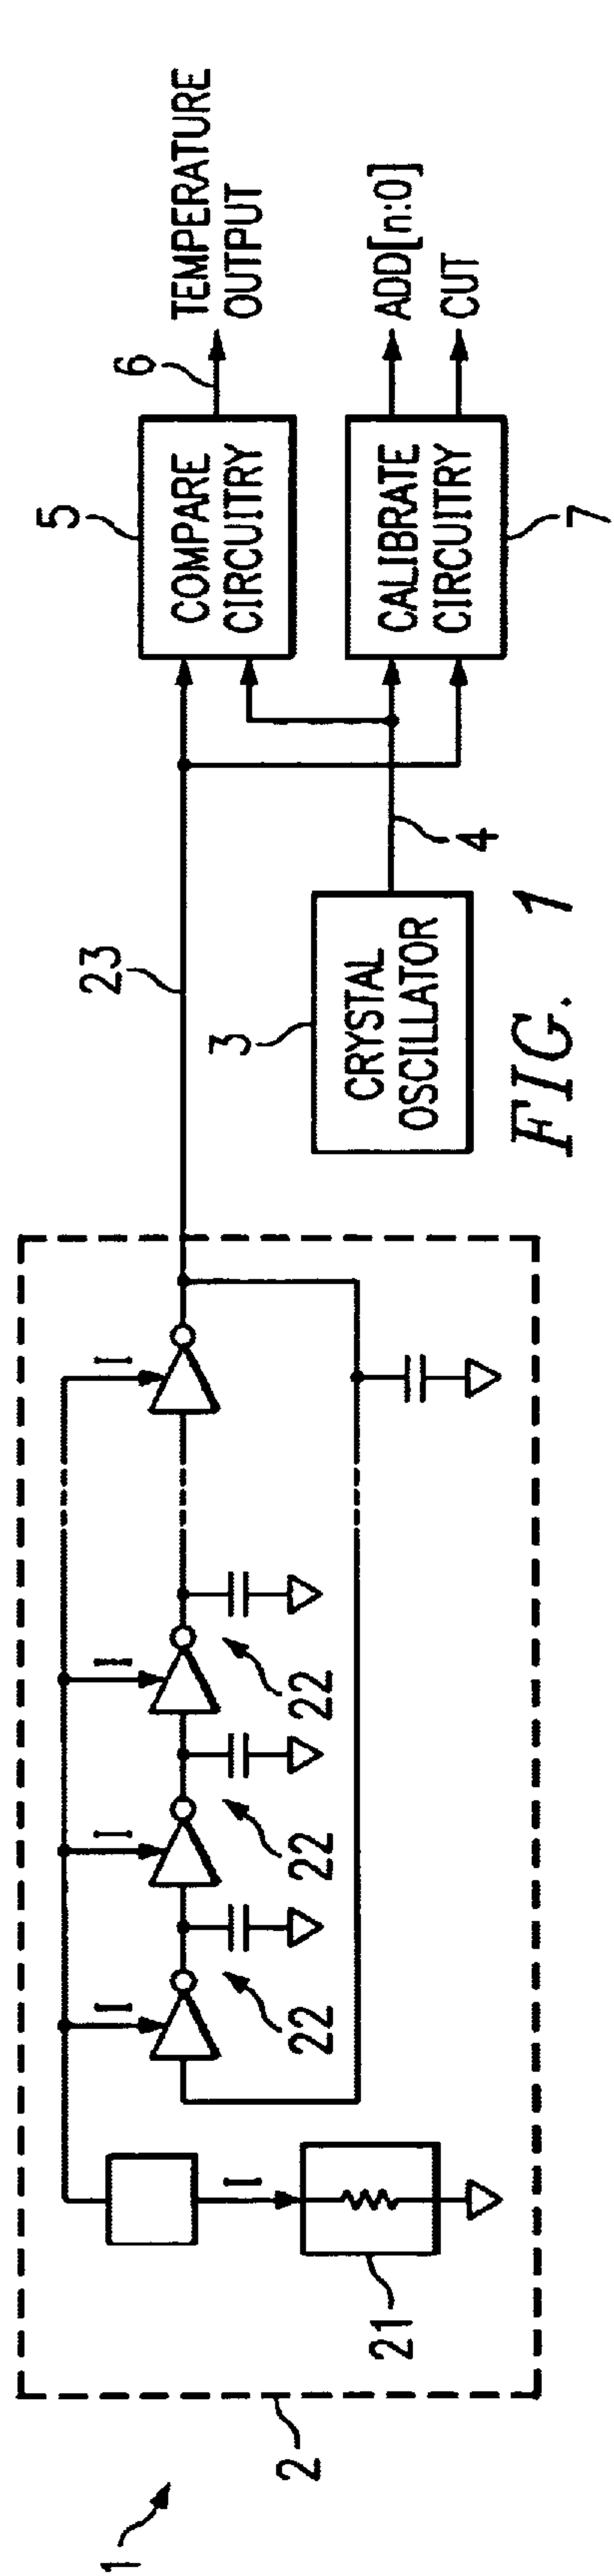 1
2
21
I
I
I
I
I
22
22
22
23
3
CRYSTAL
OSCILLATOR
4
5
COMPARE
CIRCUITRY
6
TEMPERATURE
OUTPUT
CALIBRATE
CIRCUITRY
7
ADD[n:0]
CUT
FIG. 1